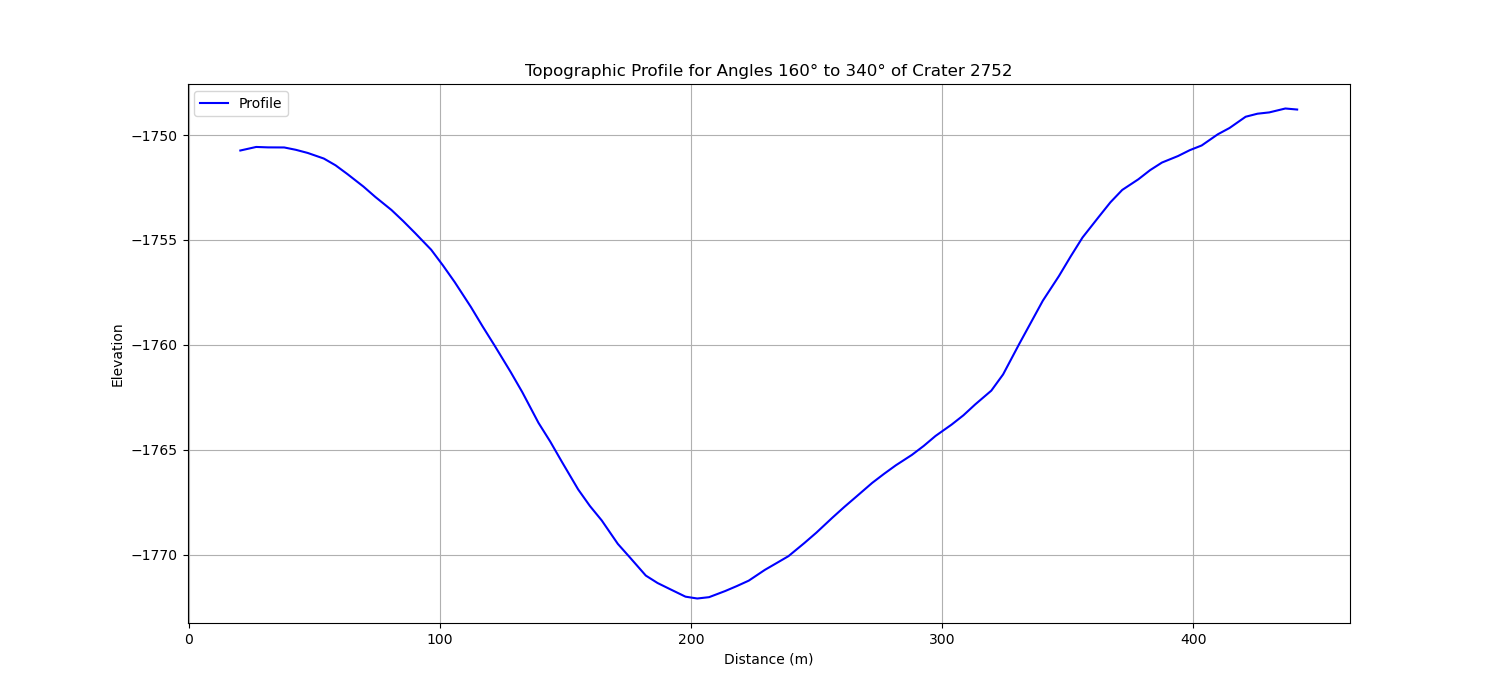 Topographic Profile for Angles 160° to 340° of Crater 2752
Profile
−1750
−1755
−1760
−1765
−1770
Elevation
0 100 200 300 400
Distance (m)